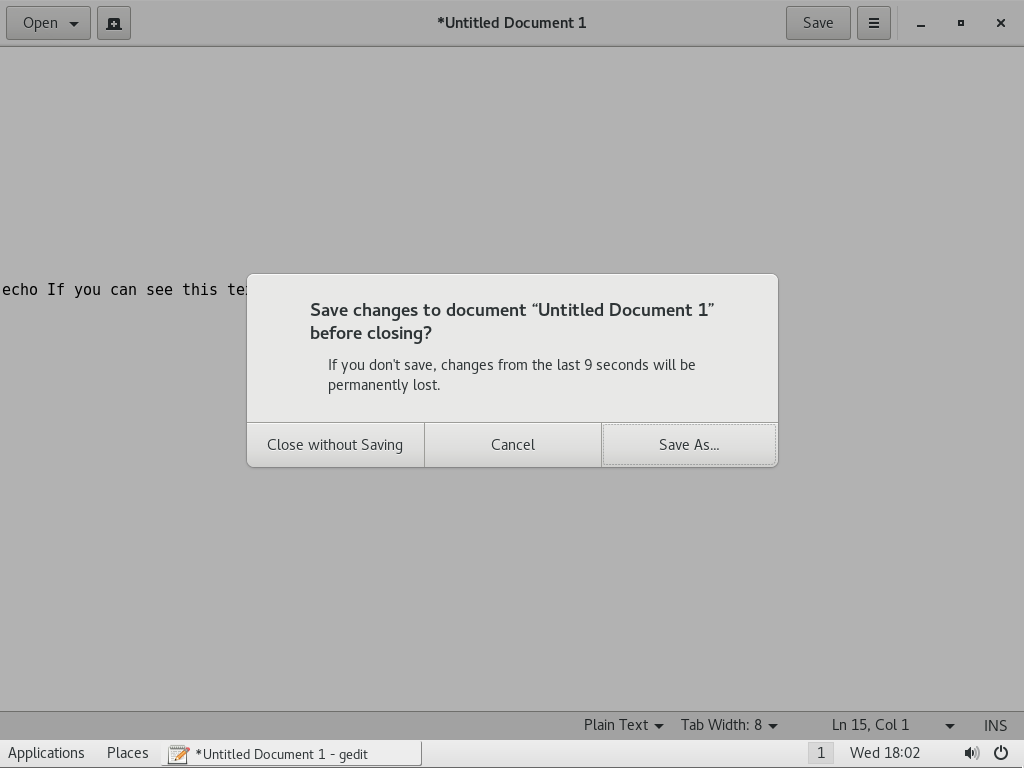 Open
*Untitled Document 1
Save
echo If you can see this
Save changes to document “Untitled Document 1”
before closing?
If you don't save, changes from the last 9 seconds will be
permanently lost.
Close without Saving
Cancel
Save As...
Plain Text
Tab Width: 8
Ln 15, Col 1
INS
Applications
Places
*Untitled Document 1 - gedit
1
Wed 18:02